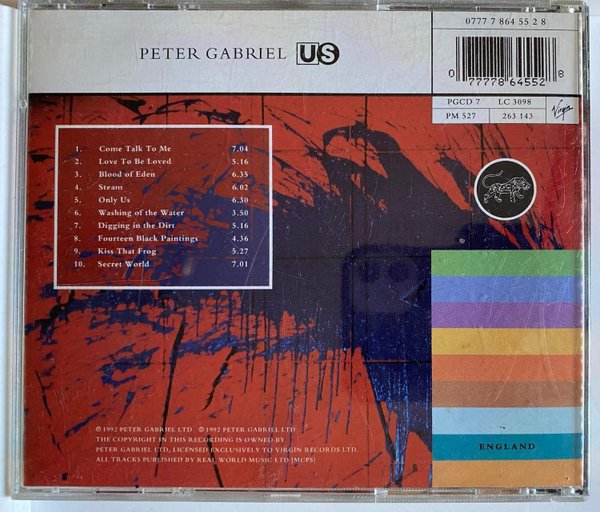 PETER GABRIEL US
0777 7 864 55 2 8
0 77778 64552 8
PGCD 7 LC 3098
PM 527 263 143
Virgin
1. Come Talk To Me 7.04
2. Love To Be Loved 5.16
3. Blood of Eden 6.35
4. Steam 6.02
5. Only Us 6.30
6. Washing of the Water 3.50
7. Digging in the Dirt 5.16
8. Fourteen Black Paintings 4.36
9. Kiss That Frog 5.27
10. Secret World 7.01
℗ 1992 PETER GABRIEL LTD © 1992 PETER GABRIEL LTD
THE COPYRIGHT IN THIS RECORDING IS OWNED BY
PETER GABRIEL LTD, LICENSED EXCLUSIVELY TO VIRGIN RECORDS LTD.
ALL TRACKS PUBLISHED BY REAL WORLD MUSIC LTD [MCPS]
ENGLAND